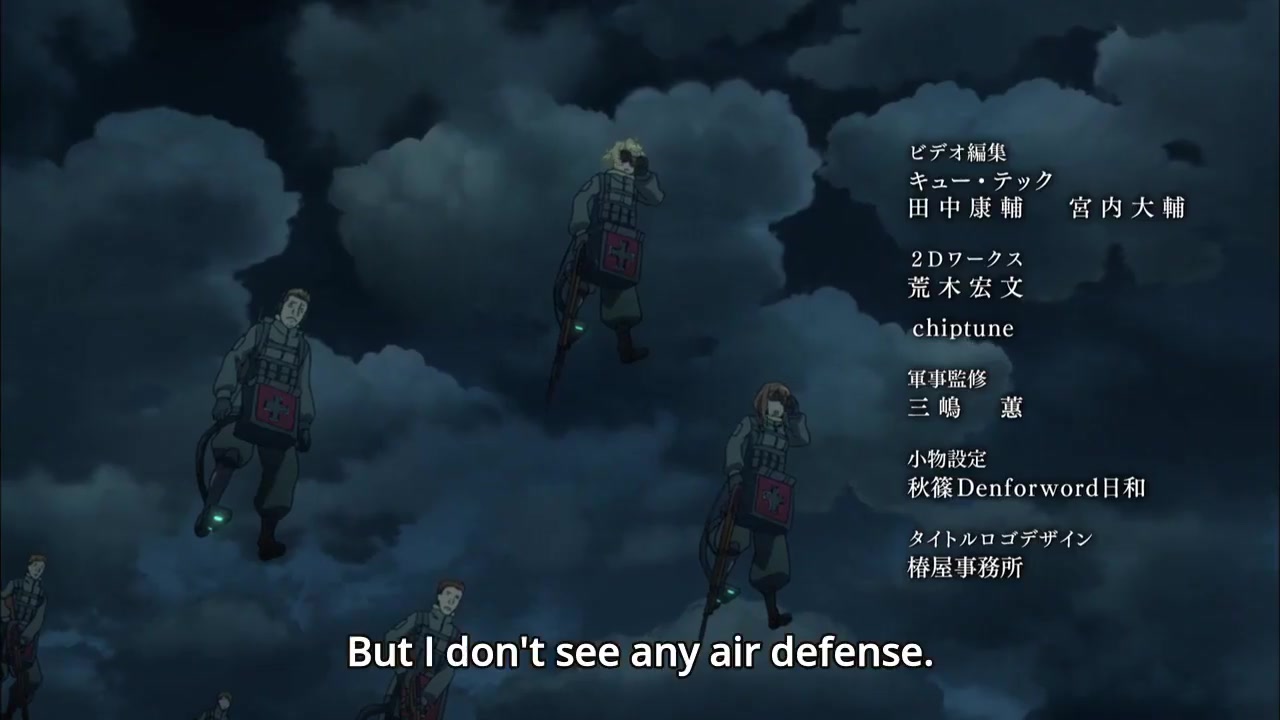 ビデオ編集
キュー・テック
田中康輔 宮内大輔
2Dワークス
荒木宏文
chiptune
軍事監修
三嶋 蕙
小物設定
秋篠Denforword日和
タイトルロゴデザイン
椿屋事務所
But I don't see any air defense.